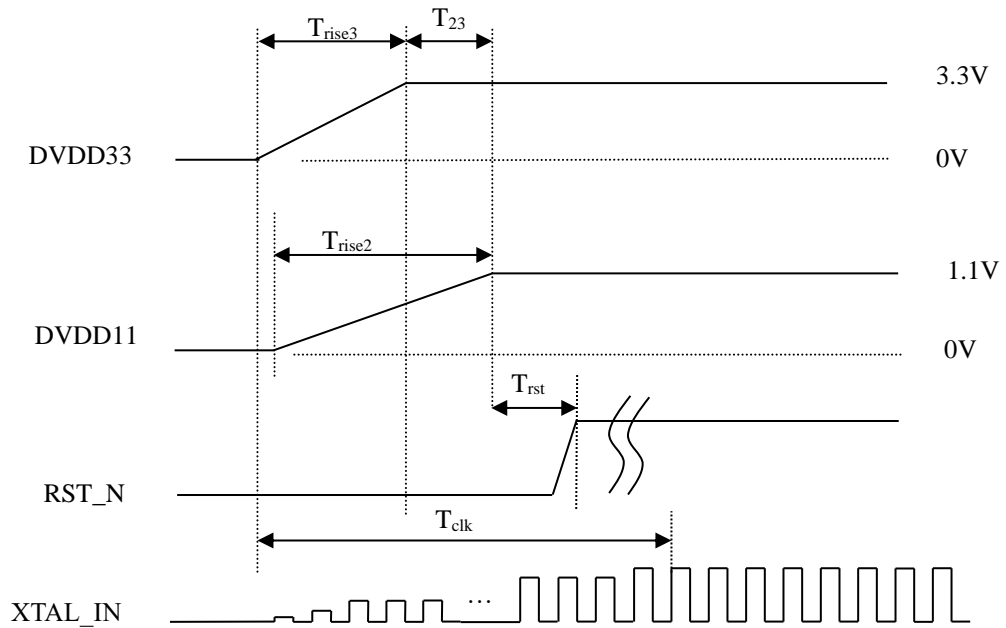 T23
Trise3
3.3V
DVDD33
0V
Trise2
1.1V
DVDD11
0V
Trst
RST_N
Tclk
XTAL_IN
...